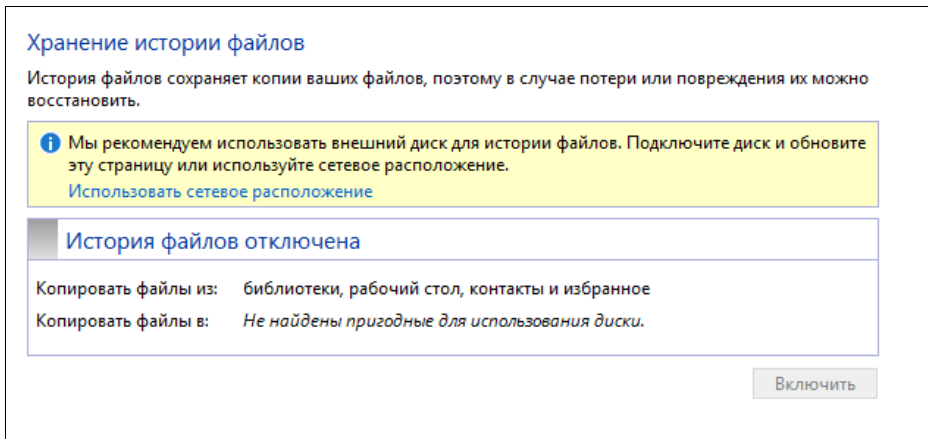 Хранение истории файлов
История файлов сохраняет копии ваших файлов, поэтому в случае потери или повреждения их можно
восстановить.
Мы рекомендуем использовать внешний диск для истории файлов. Подключите диск и обновите
эту страницу или используйте сетевое расположение.
Использовать сетевое расположение
История файлов отключена
Копировать файлы из: библиотеки, рабочий стол, контакты и избранное
Копировать файлы в: Не найдены пригодные для использования диски.
Включить